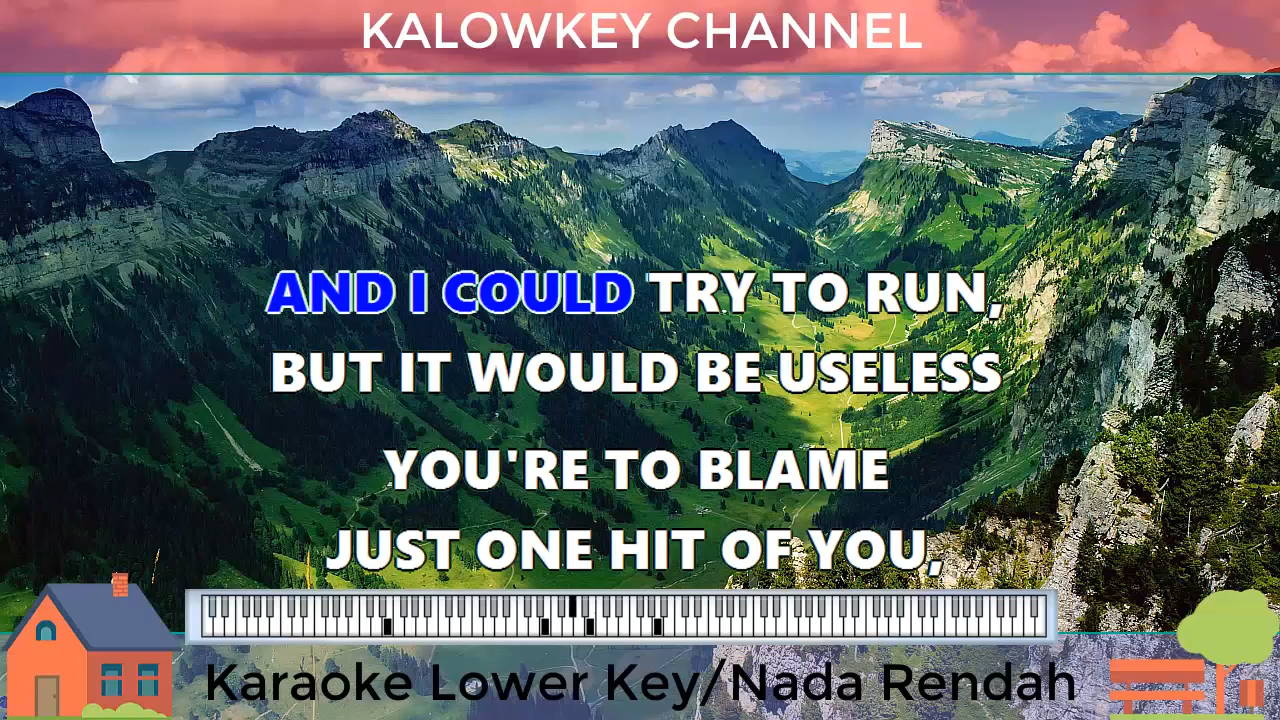 KALOWKEY CHANNEL
AND I COULD TRY TO RUN,
BUT IT WOULD BE USELESS
YOU'RE TO BLAME
JUST ONE HIT OF YOU,
Karaoke Lower Key/Nada Rendah